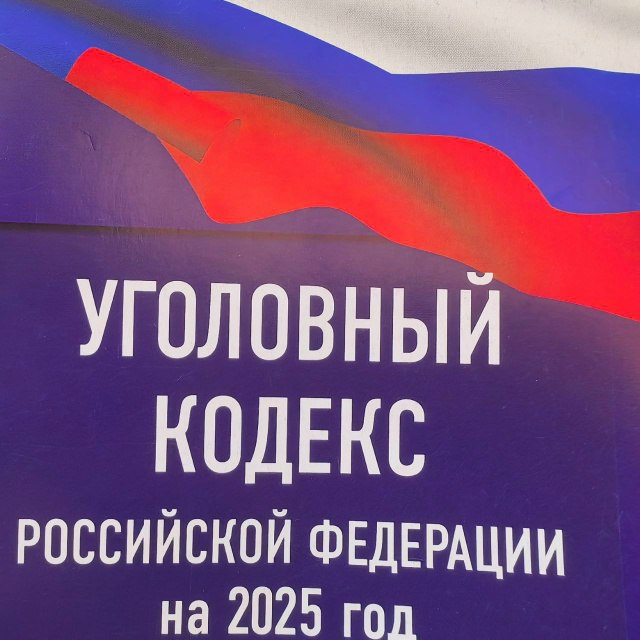 УГОЛОВНЫЙ
КОДЕКС
РОССИЙСКОЙ ФЕДЕРАЦИИ
на 2025 год